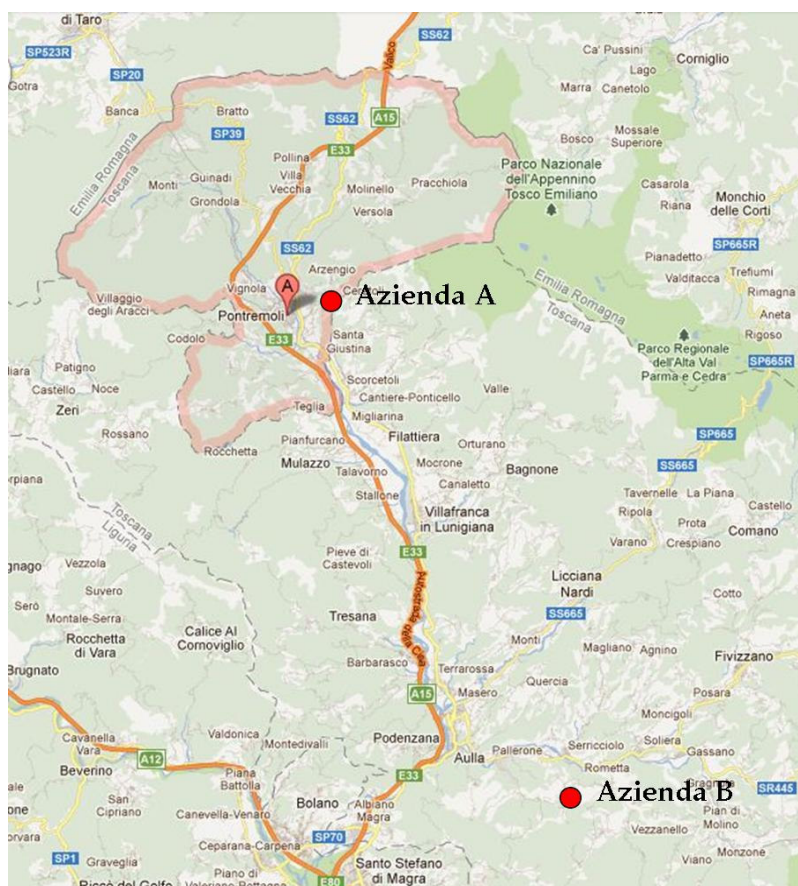 di Taro
SP523R
SP20
Gotra
Banca
Bratto
SP39
SS62
Valico
SS62
A15
E33
Ca' Pussini
Lago
Marra
Canetolo
Corniglio
Bosco
Mossale
Superiore
Emilia Romagna
Toscana
Monti
Guinadi
Grondola
Pollina
Villa
Vecchia
Molinello
Versola
Pracchiola
Parco Nazionale
dell'Appennino
Tosco Emiliano
Casarola
Riana
Monchio
delle Corti
SP665R
SS62
Arzengio
Vignola
A
Azienda A
Pontremoli
E33
Villaggio
degli Aracci
Codolo
Santa
Giustina
Emilia Romagna
Toscana
Pianadetto
Valditacca
Trefiumi
Rimagna
Aneta
Rigoso
Parco Regionale
dell'Alta Val
Parma e Cedra
SP665R
Patigno
Castello
Noce
Zeri
Rossano
Rocchetta
Scorcetoli
Cantiere-Ponticello
Valle
Teglia
Migliarina
Pianfurcano
Filattiera
Mulazzo
Talavorno
Mocrone
Orturano
Canaletto
Bagnone
Stallone
SP665
SS665
Villafranca
in Lunigiana
Tavernelle
La Piana
Ripola
Prota
Castello
Comano
Varano
Crespiano
Toscana
Liguria
E33
Pieve di
Castevoli
Autostrada della Cisa
Vezzola
Suvero
Serò
Montale-Serra
Rocchetta
di Vara
Calice Al
Cornoviglio
Brugnato
Tresana
Barbarasco
Terrarossa
Masero
A15
Licciana
Nardi
SS665
Cotto
Monti
Magliano
Agnino
Fivizzano
Quercia
Posara
Moncigoli
Soliera
Gassano
Serricciolo
Rometta
Pallerone
Aulla
Podenzana
E33
Cavanella
Vara
A12
Beverino
Valdonica
Montedivalli
Piana
Battolla
San
Cipriano
Canevella-Venaro
Bolano
Albiano
Magra
SP70
Ceparana-Carpena
SP1
Graveglia
Piano di
Santo Stefano
di Magra
E80
Azienda B
SR445
Pian di
Molino
Vezzanello
Viano
Monzone